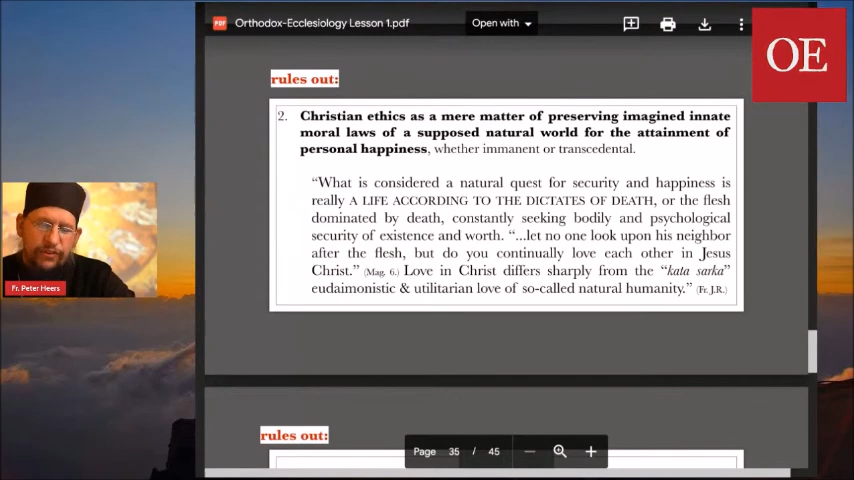 Orthodox-Ecclesiology Lesson 1.pdf
Open with
PDF
OE
rules out:
2. Christian ethics as a mere matter of preserving imagined innate
moral laws of a supposed natural world for the attainment of
personal happiness, whether immanent or transcedental.
“What is considered a natural quest for security and happiness is
really A LIFE ACCORDING TO THE DICTATES OF DEATH, or the flesh
dominated by death, constantly seeking bodily and psychological
security of existence and worth. “...let no one look upon his neighbor
after the flesh, but do you continually love each other in Jesus
Christ.” (Mag. 6.) Love in Christ differs sharply from the “kata sarka”
eudaimonistic & utilitarian love of so-called natural humanity.” (Fr. J.R.)
Fr. Peter Heers
rules out:
Page 35 / 45